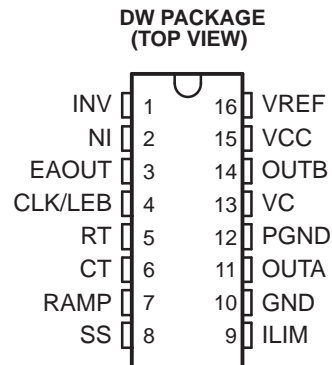 DW PACKAGE
(TOP VIEW)
INV 1 16 VREF
NI 2 15 VCC
EAOUT 3 14 OUTB
CLK/LEB 4 13 VC
RT 5 12 PGND
CT 6 11 OUTA
RAMP 7 10 GND
SS 8 9 ILIM